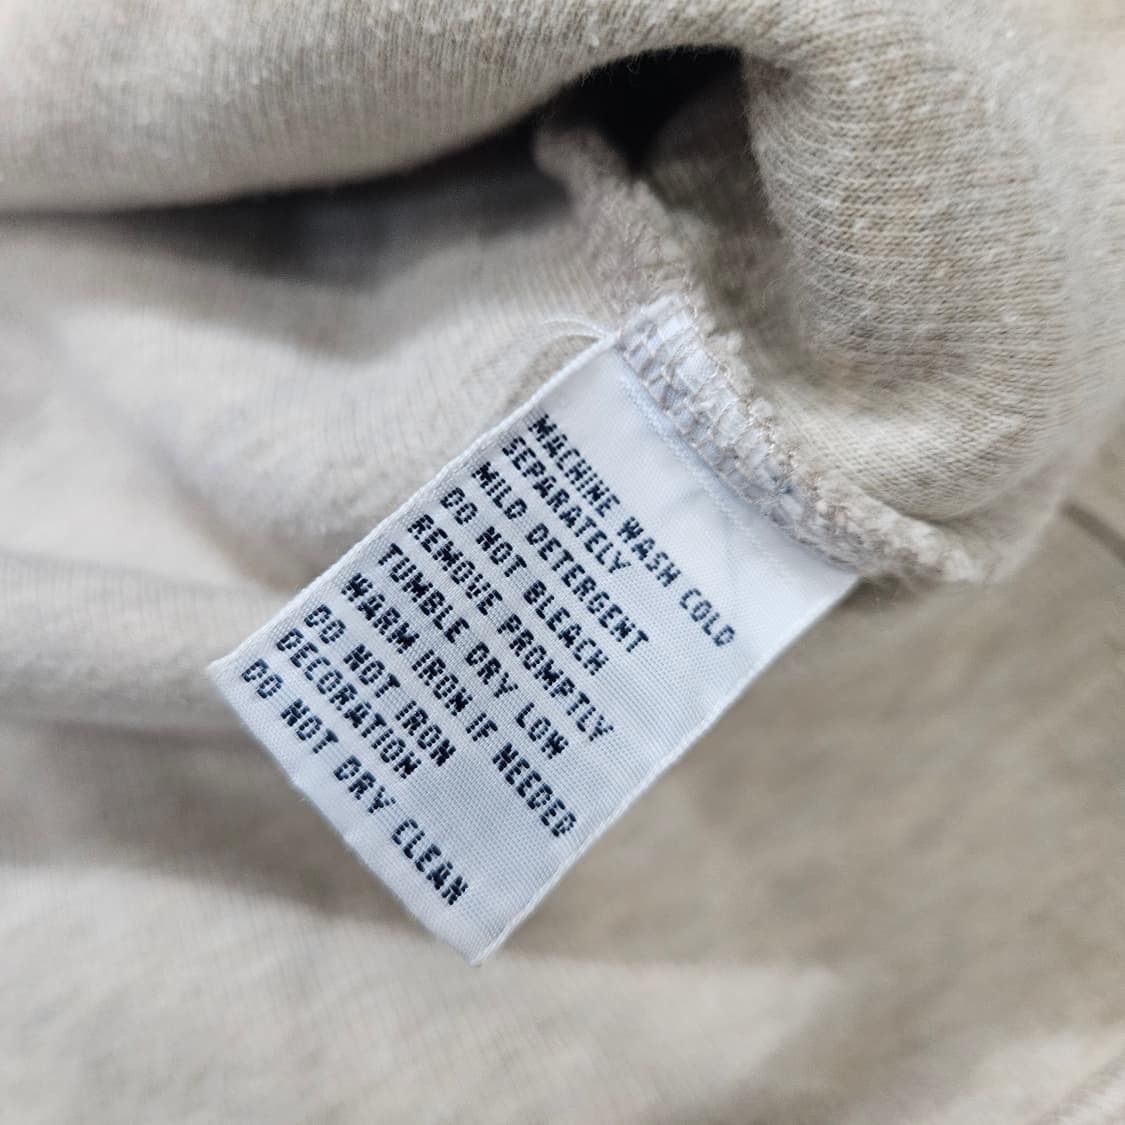 MACHINE WASH COLD
SEPARATELY
MILD DETERGENT
DO NOT BLEACH
REMOVE PROMPTLY
TUMBLE DRY LOW
WARM IRON IF NEEDED
DO NOT IRON
DECORATION
DO NOT DRY CLEAN